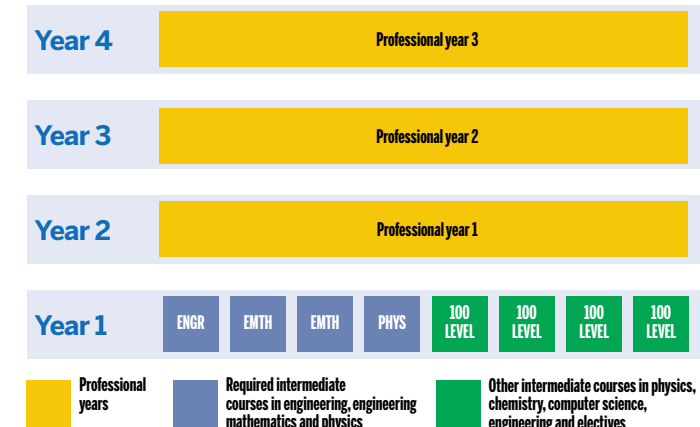 Year 4
Professional year 3
Year 3
Professional year 2
Year 2
Professional year 1
Year 1
ENGR
EMTH
EMTH
PHYS
100
LEVEL
100
LEVEL
100
LEVEL
100
LEVEL
Professional
years
Required intermediate
courses in engineering, engineering
mathematics and physics
Other intermediate courses in physics,
chemistry, computer science,
engineering and electives